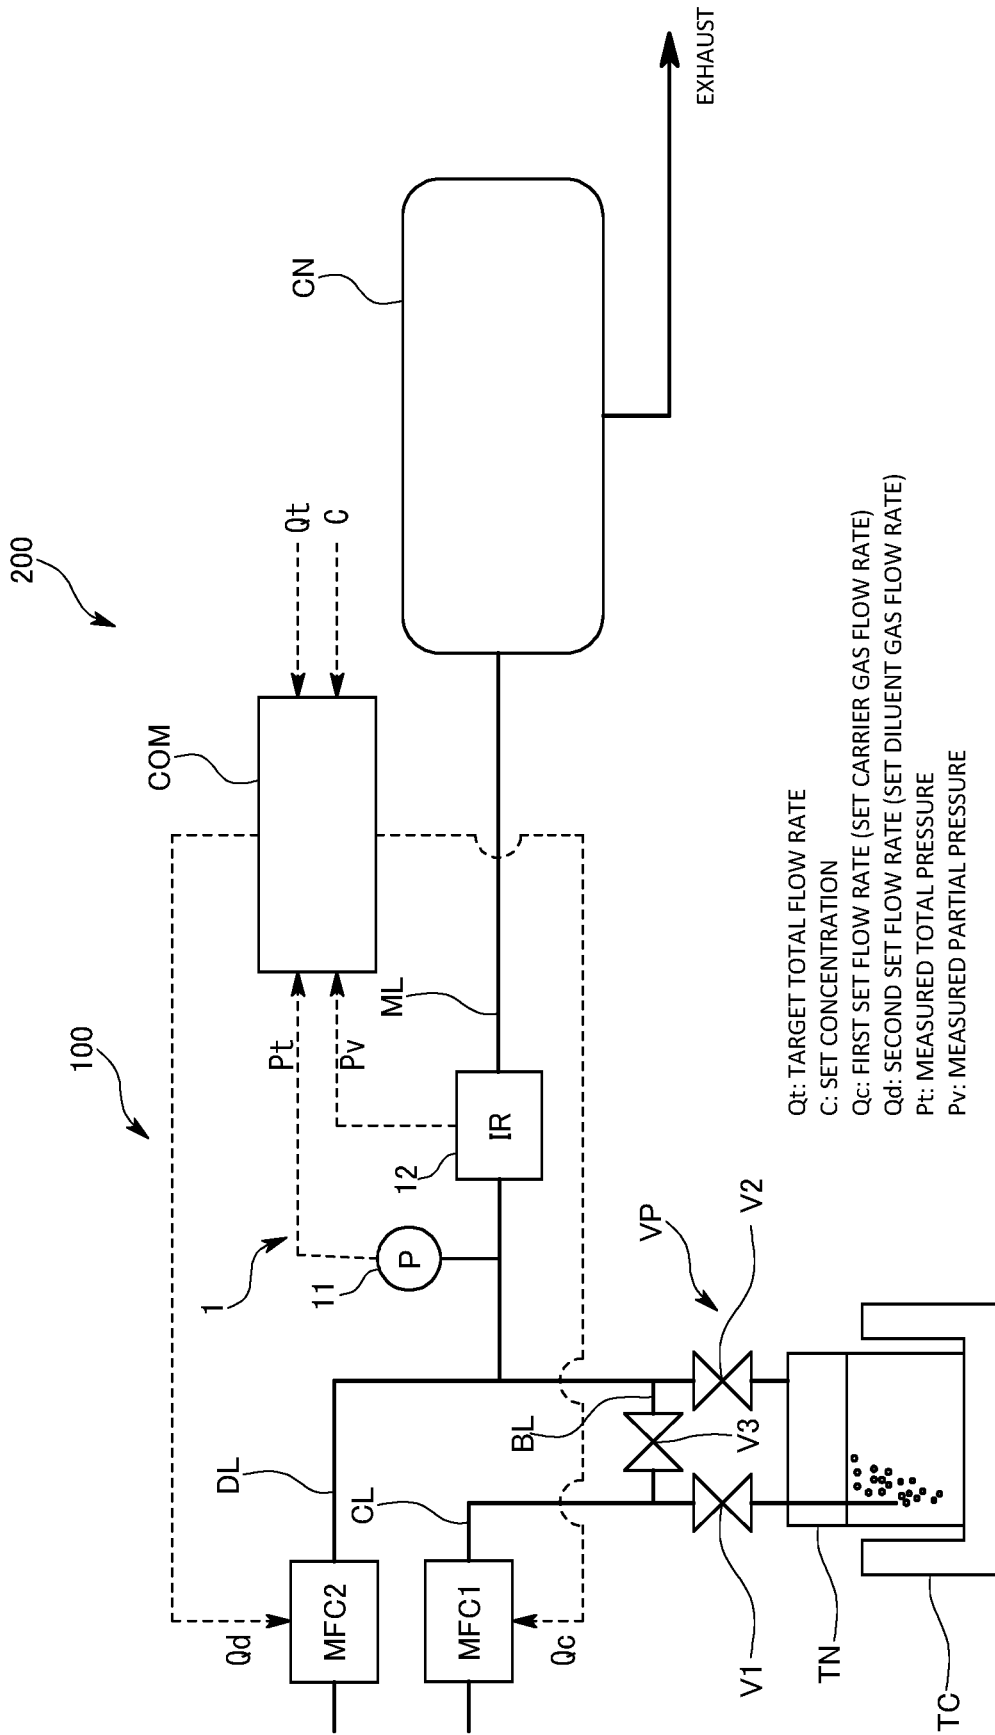 200
100
1
CN
EXHAUST
COM
Qt
C
Pt
Pv
ML
IR
12
P
11
DL
CL
BL
VP
V2
V3
V1
MFC2
MFC1
Qd
Qc
TN
TC
Qt: TARGET TOTAL FLOW RATE
C: SET CONCENTRATION
Qc: FIRST SET FLOW RATE (SET CARRIER GAS FLOW RATE)
Qd: SECOND SET FLOW RATE (SET DILUENT GAS FLOW RATE)
Pt: MEASURED TOTAL PRESSURE
Pv: MEASURED PARTIAL PRESSURE